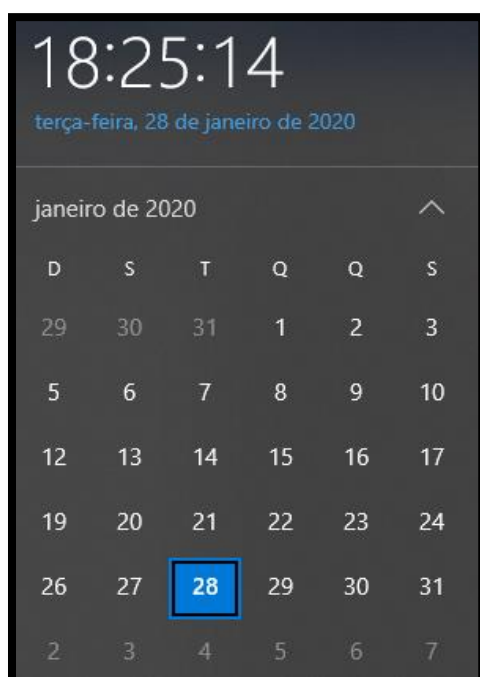 18:25:14
terça-feira, 28 de janeiro de 2020
janeiro de 2020
D S T Q Q S
29 30 31 1 2 3
5 6 7 8 9 10
12 13 14 15 16 17
19 20 21 22 23 24
26 27 28 29 30 31
2 3 4 5 6 7